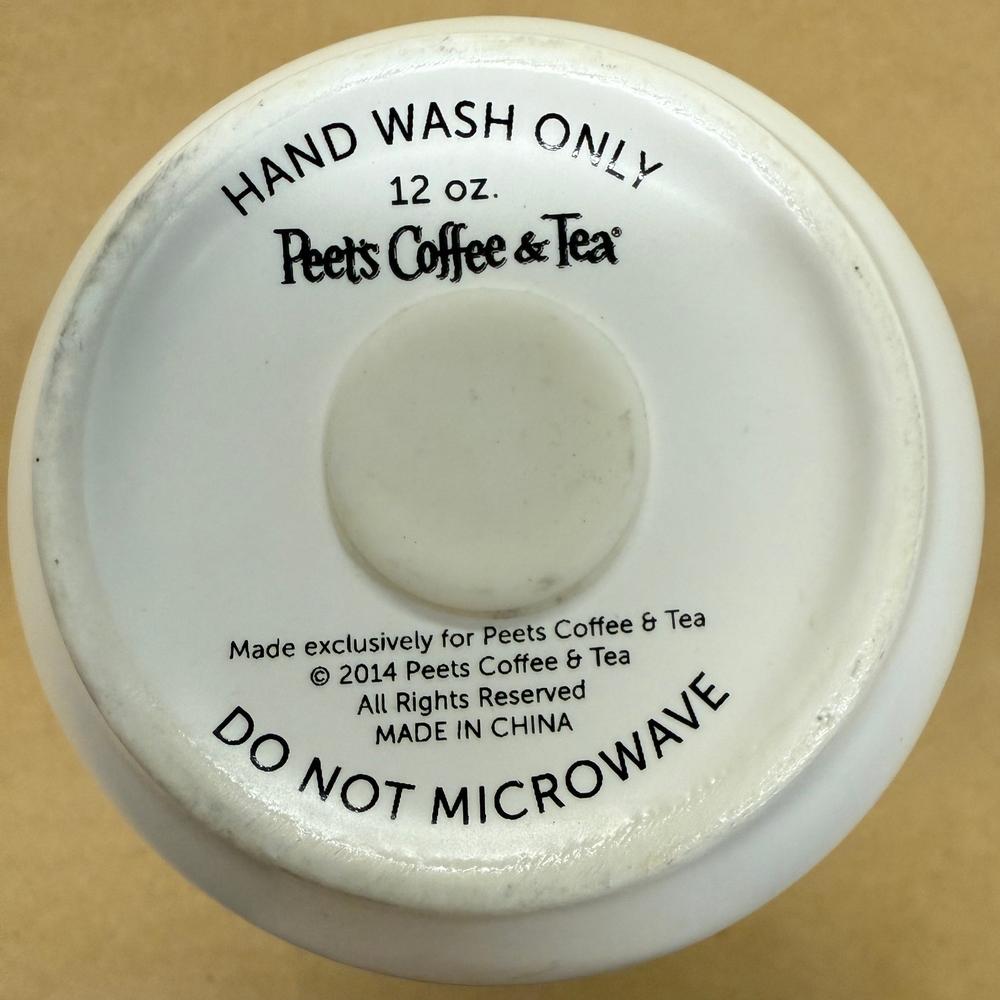 HAND WASH ONLY
12 oz.
Peet's Coffee & Tea®
Made exclusively for Peets Coffee & Tea
© 2014 Peets Coffee & Tea
All Rights Reserved
MADE IN CHINA
DO NOT MICROWAVE